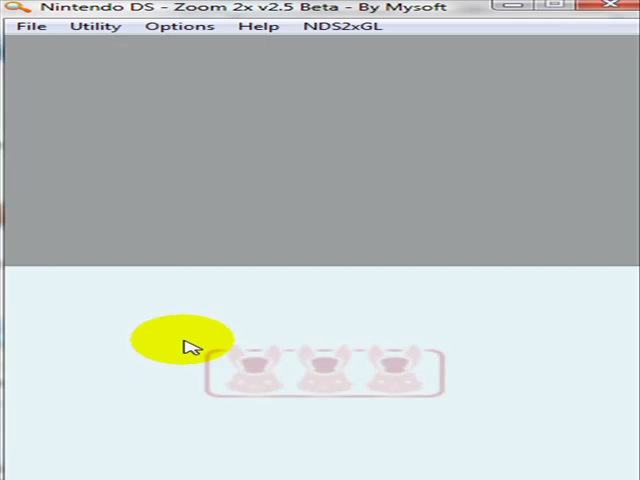 Nintendo DS - Zoom 2x v2.5 Beta - By Mysoft
File Utility Options Help NDS2xGL